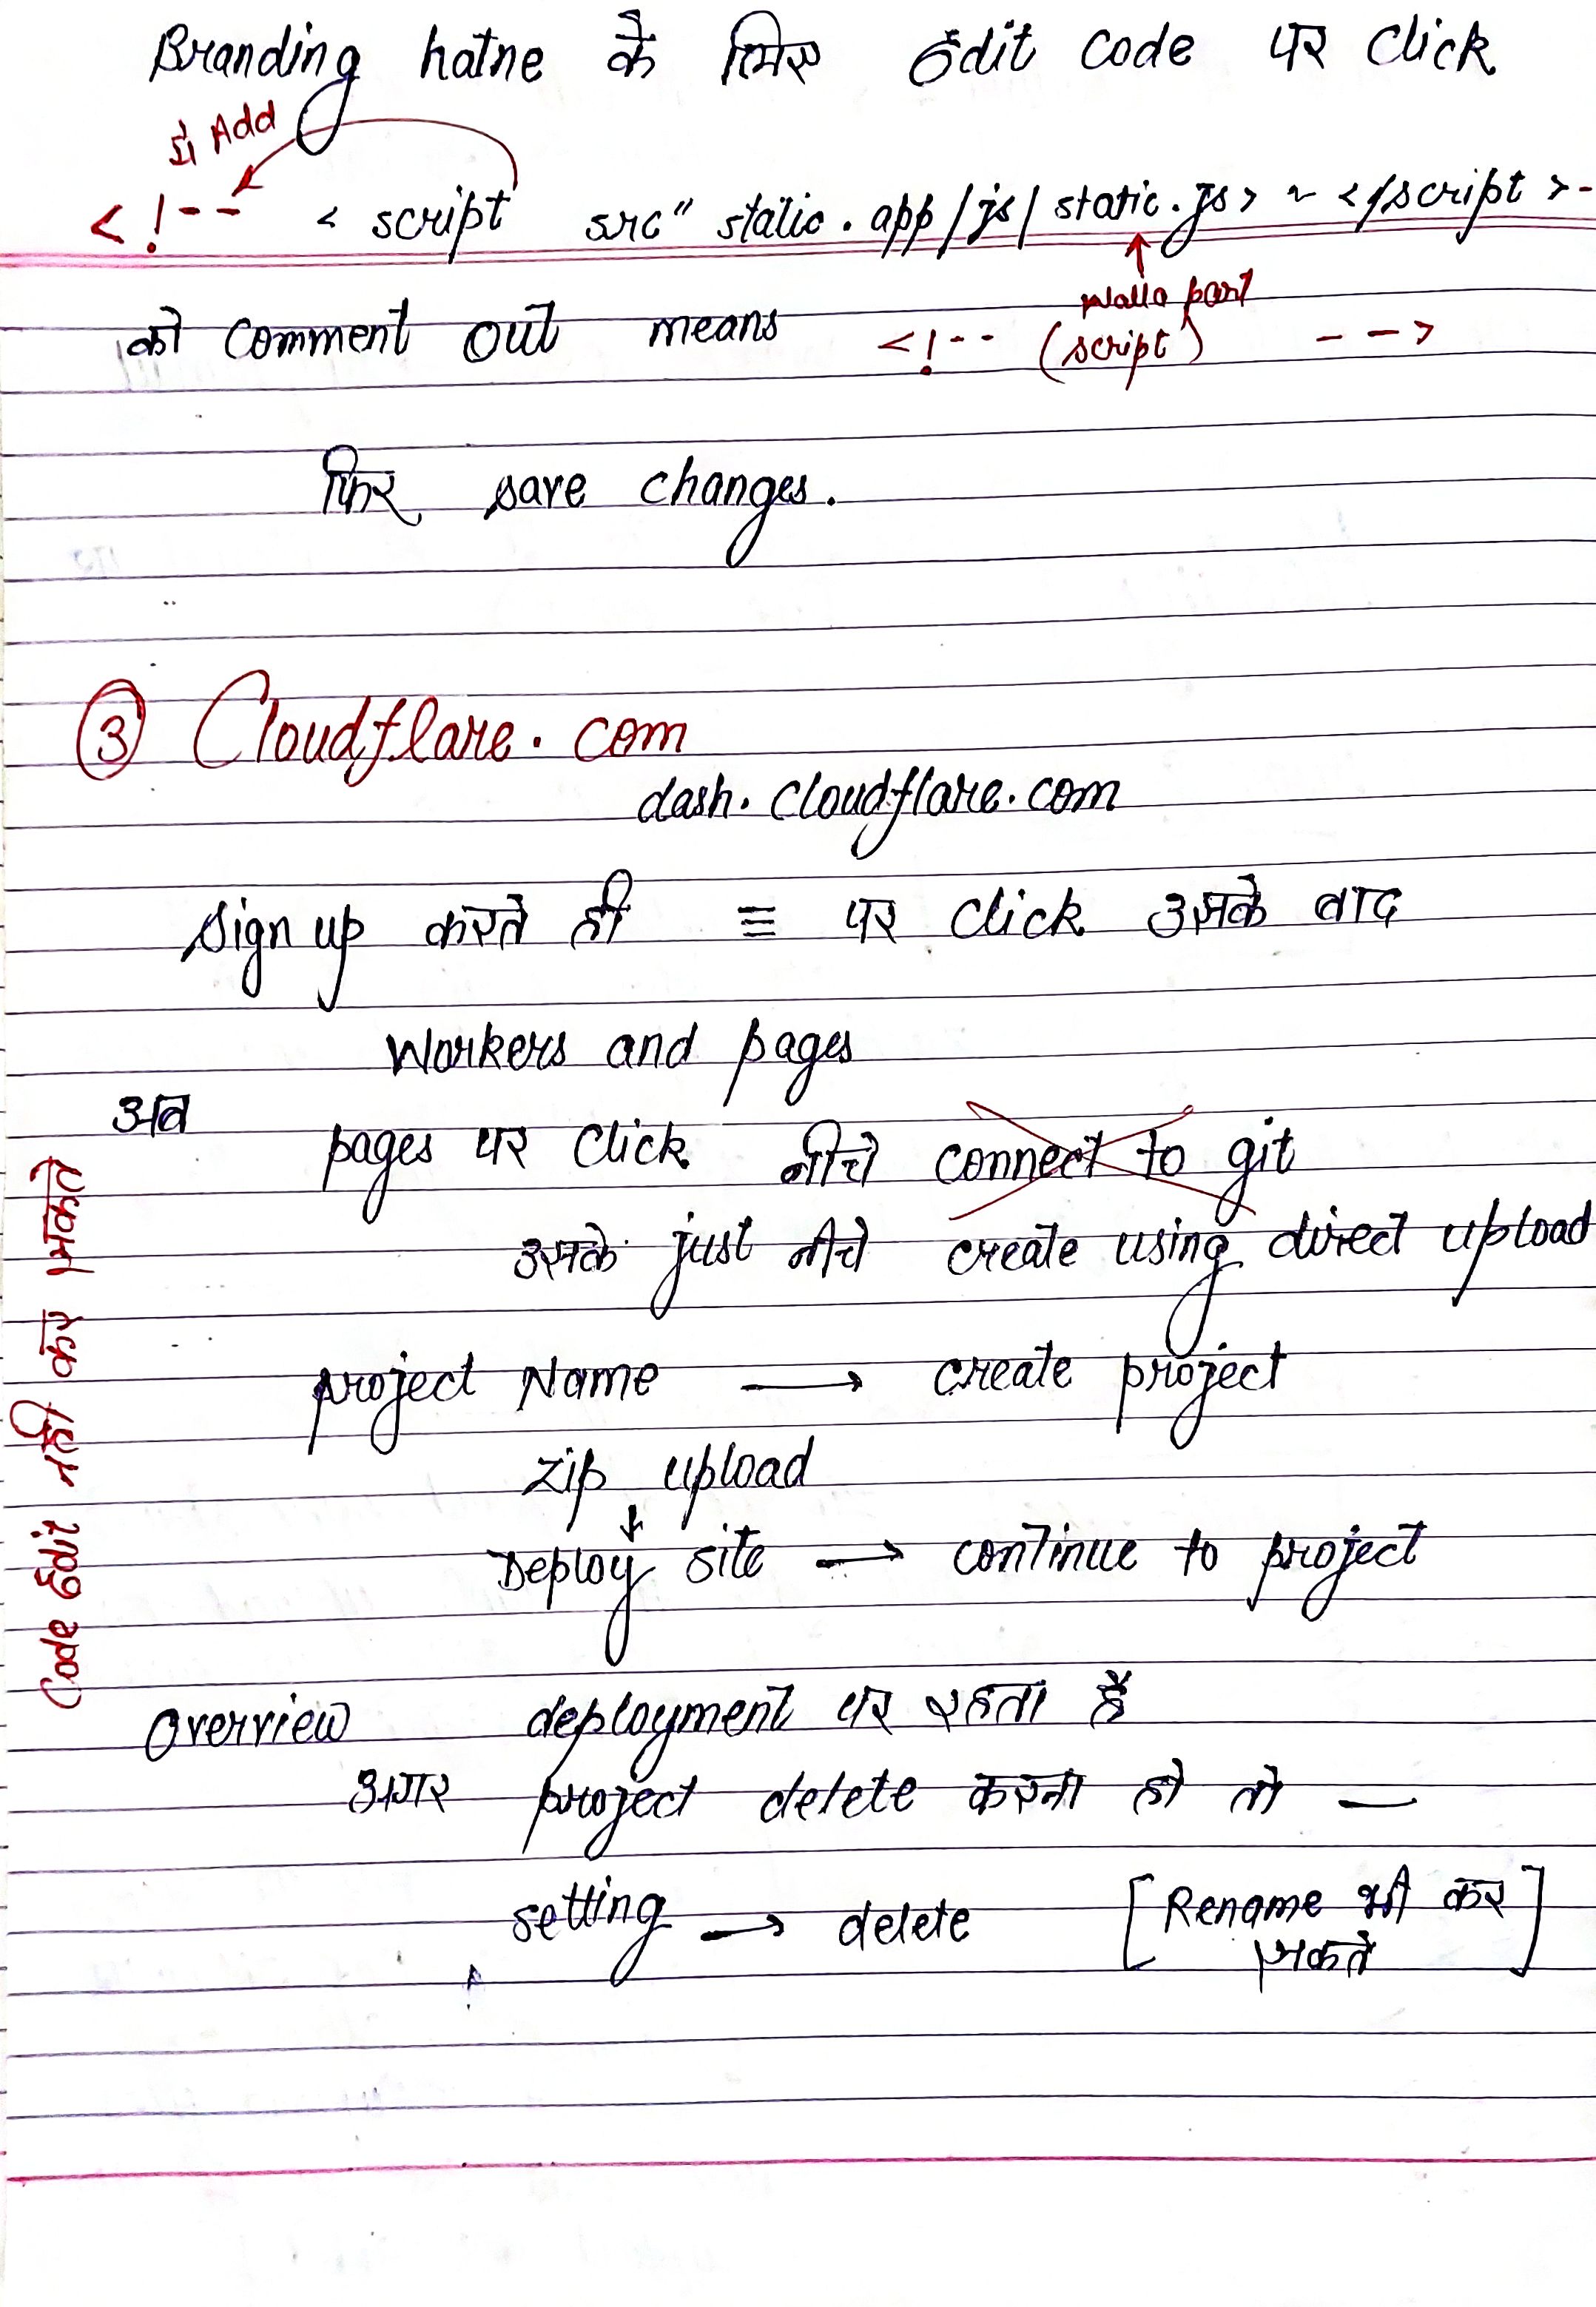 Branding hatne के लिए Edit code पर click
में Add
<!-- < script src" static.app/js/static.js> ~ </script>-
walla part
को comment out means <!-- (script) -->
फिर save changes.
③ Cloudflare.com
dash.cloudflare.com
Sign up करते ही ≡ पर click उसके बाद
Workers and pages
अब
pages पर click नीचे connect to git
उसके just नीचे create using direct upload
project Name → create project
zip upload
↓
Deploy site → continue to project
Overview deployment पर रहता है
अगर project delete करना हो तो —
setting → delete [Rename भी कर
सकते]
Code Edit नही कर सकते